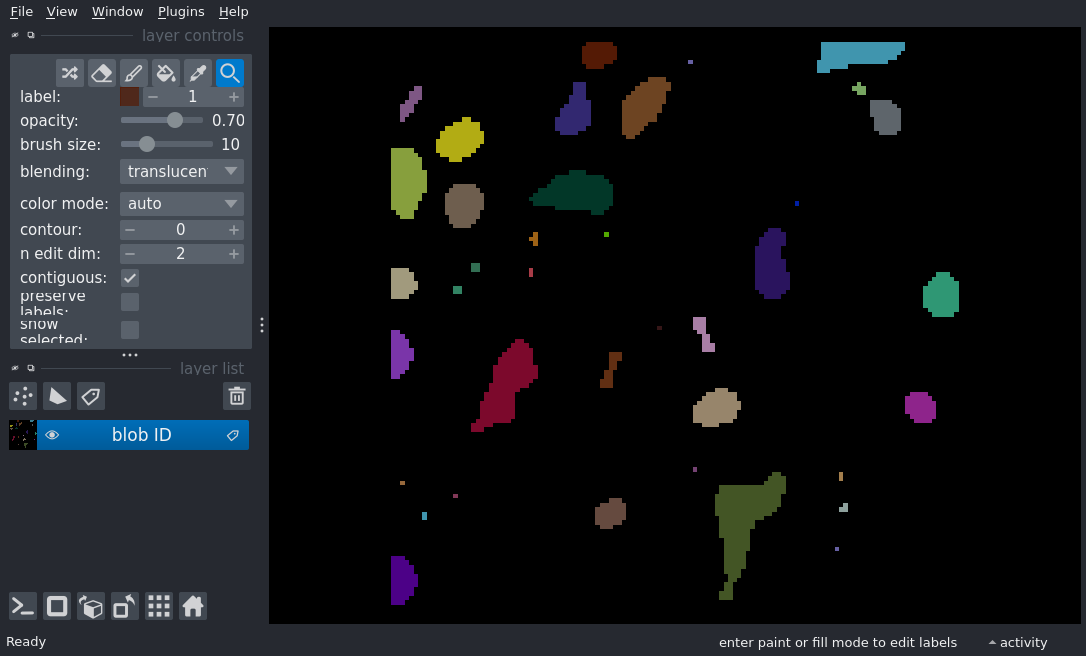 File View Window Plugins Help
layer controls
label: 1
opacity: 0.70
brush size: 10
blending: translucen
color mode: auto
contour: 0
n edit dim: 2
contiguous:
preserve
labels:
show
selected:
layer list
blob ID
Ready
enter paint or fill mode to edit labels
activity